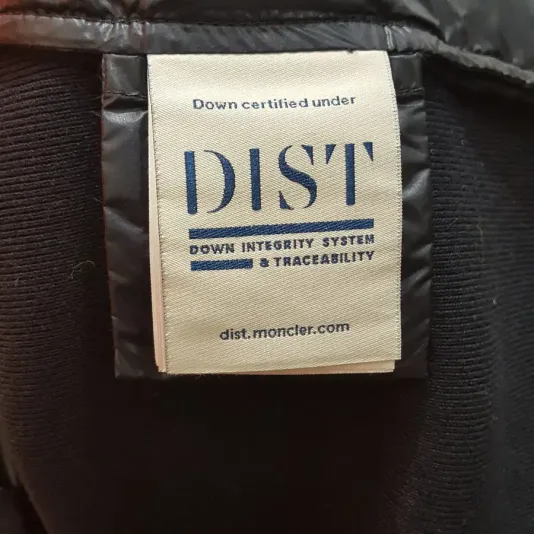 Down certified under
DIST
DOWN INTEGRITY SYSTEM
& TRACEABILITY
dist.moncler.com